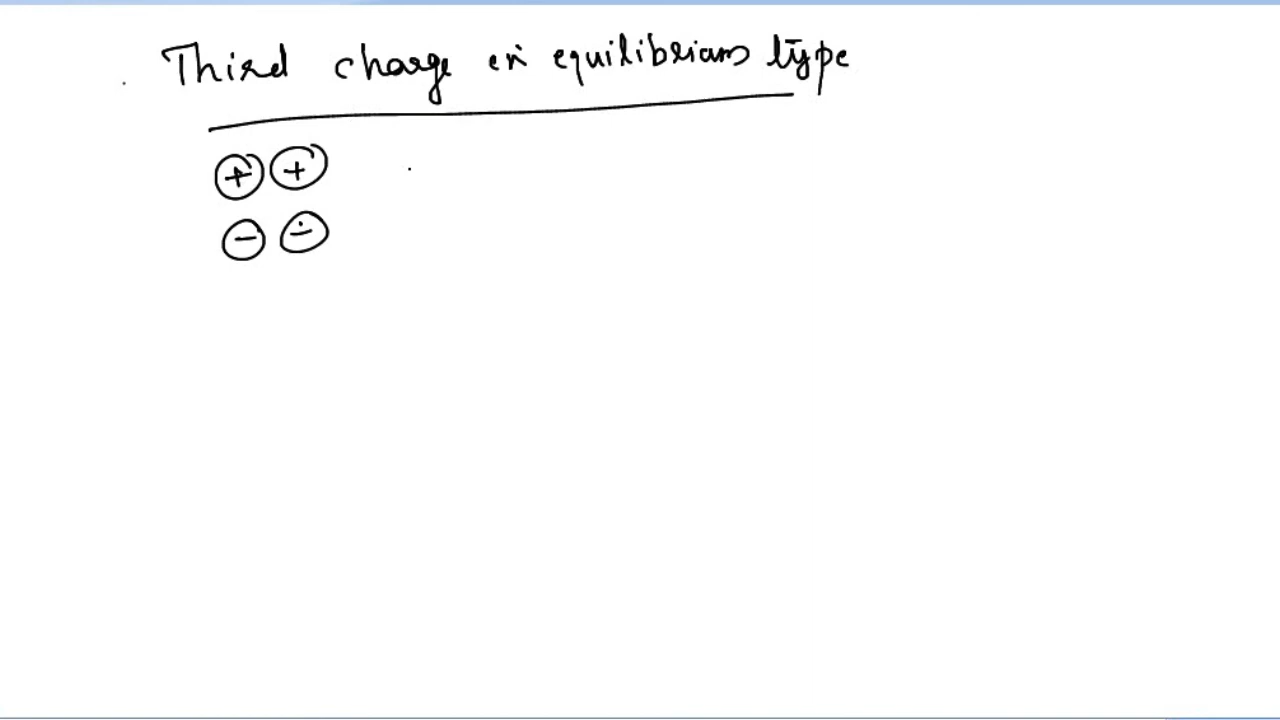 Third charge in equilibrium type
+ +
- -